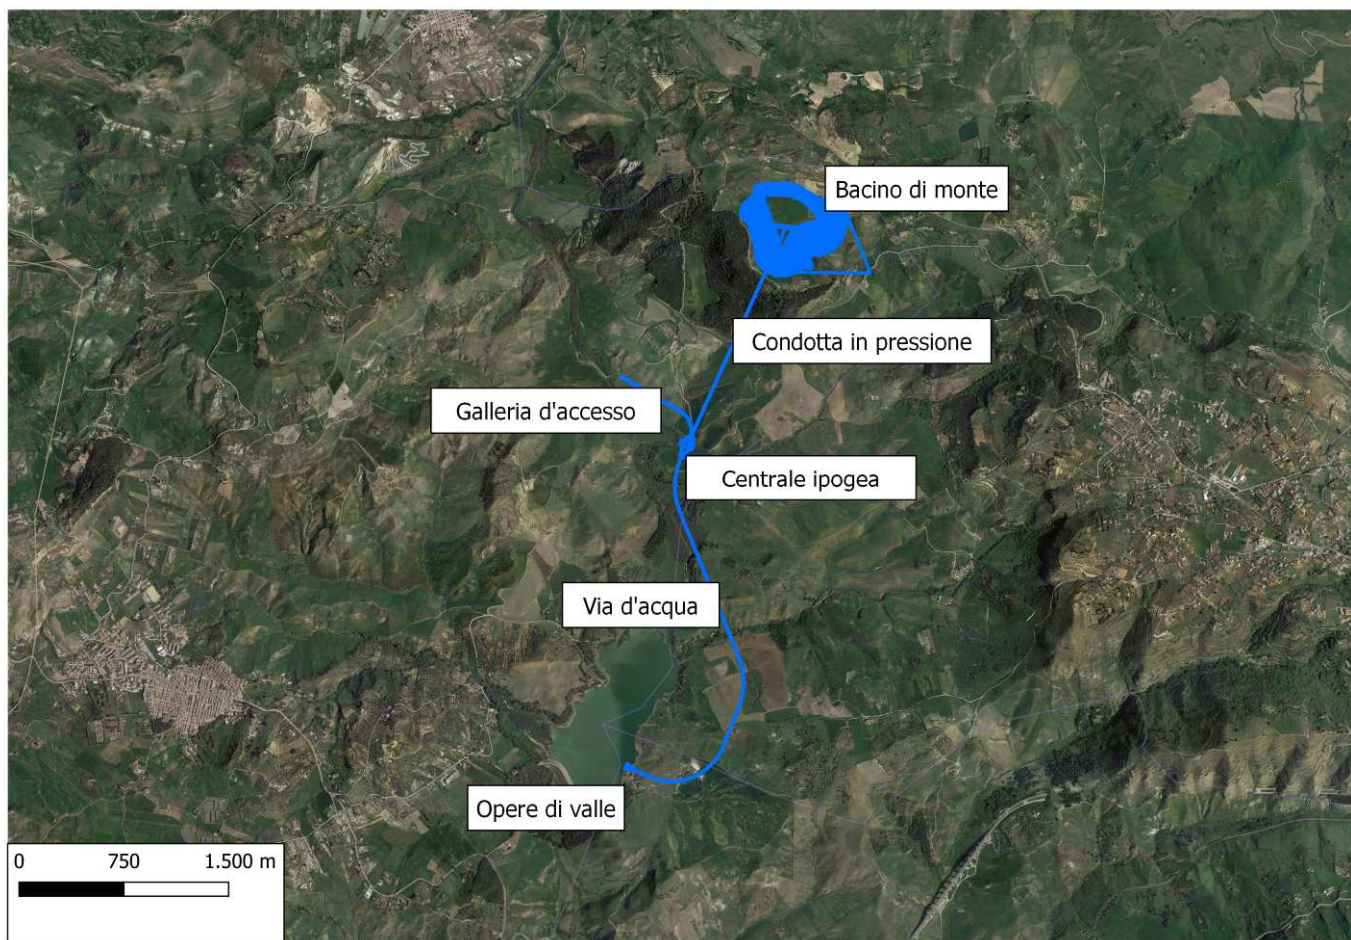 Bacino di monte
Condotta in pressione
Galleria d'accesso
Centrale ipogea
Via d'acqua
Opere di valle
0 750 1.500 m